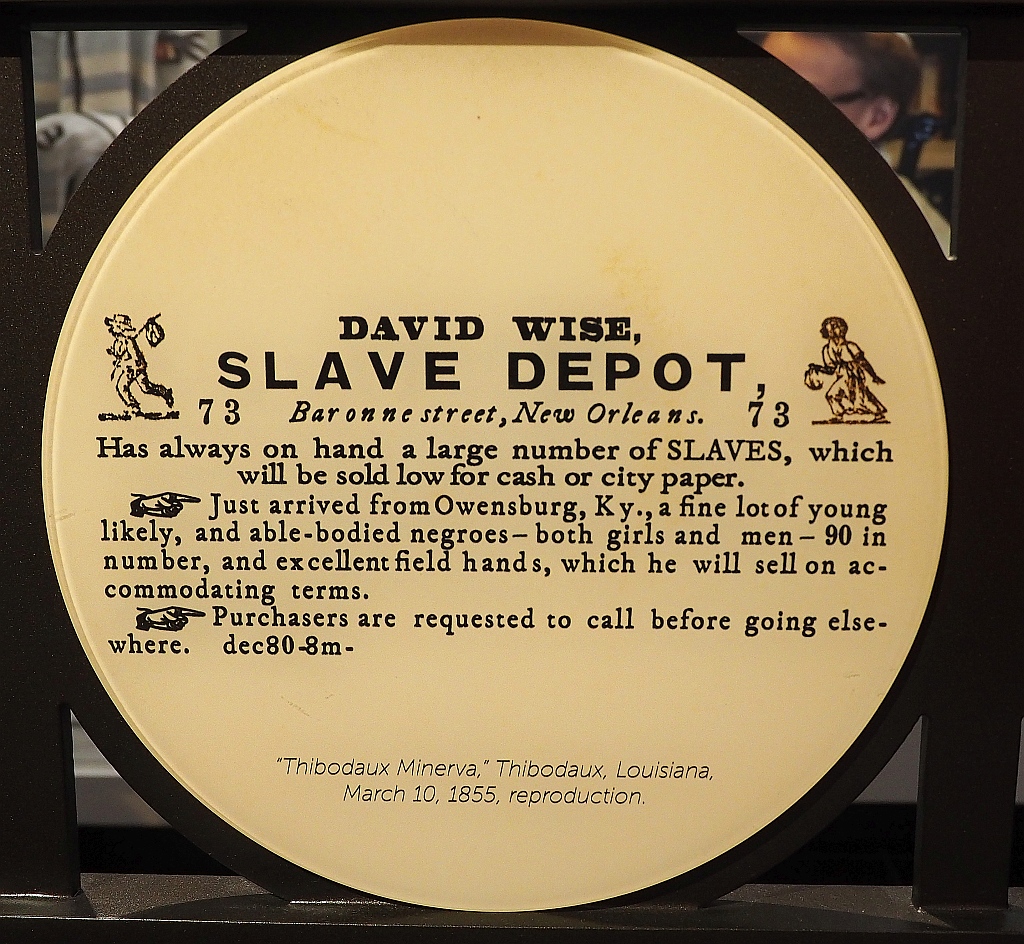 DAVID WISE,
SLAVE DEPOT,
73 Baronne street, New Orleans. 73
Has always on hand a large number of SLAVES, which
will be sold low for cash or city paper.
Just arrived from Owensburg, Ky., a fine lot of young
likely, and able-bodied negroes– both girls and men– 90 in
number, and excellent field hands, which he will sell on ac-
commodating terms.
Purchasers are requested to call before going else-
where. dec80-8m-
"Thibodaux Minerva," Thibodaux, Louisiana,
March 10, 1855, reproduction.